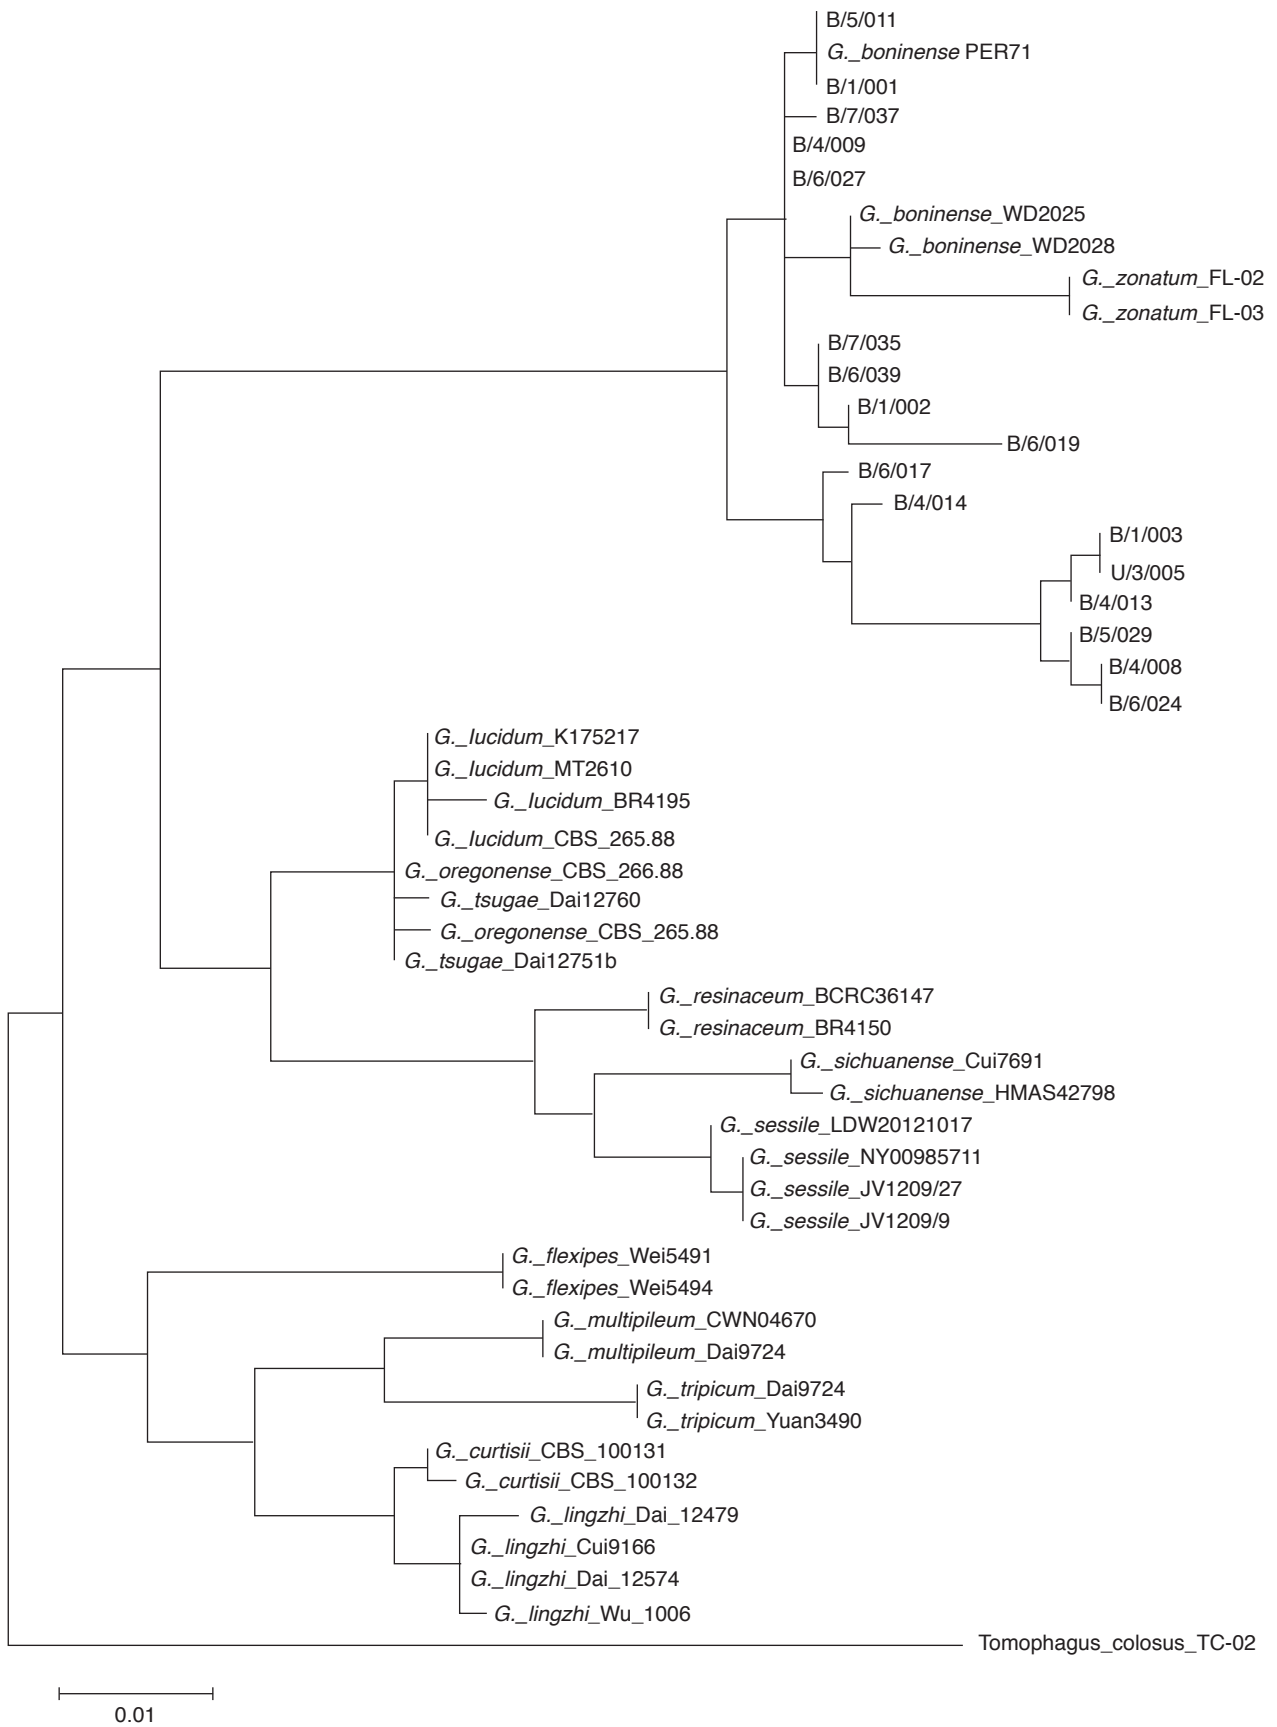 B/5/011
G._boninense PER71
B/1/001
B/7/037
B/4/009
B/6/027
G._boninense_WD2025
G._boninense_WD2028
G._zonatum_FL-02
G._zonatum_FL-03
B/7/035
B/6/039
B/1/002
B/6/019
B/6/017
B/4/014
B/1/003
U/3/005
B/4/013
B/5/029
B/4/008
B/6/024
G._lucidum_K175217
G._lucidum_MT2610
G._lucidum_BR4195
G._lucidum_CBS_265.88
G._oregonense_CBS_266.88
G._tsugae_Dai12760
G._oregonense_CBS_265.88
G._tsugae_Dai12751b
G._resinaceum_BCRC36147
G._resinaceum_BR4150
G._sichuanense_Cui7691
G._sichuanense_HMAS42798
G._sessile_LDW20121017
G._sessile_NY00985711
G._sessile_JV1209/27
G._sessile_JV1209/9
G._flexipes_Wei5491
G._flexipes_Wei5494
G._multipileum_CWN04670
G._multipileum_Dai9724
G._tripicum_Dai9724
G._tripicum_Yuan3490
G._curtisii_CBS_100131
G._curtisii_CBS_100132
G._lingzhi_Dai_12479
G._lingzhi_Cui9166
G._lingzhi_Dai_12574
G._lingzhi_Wu_1006
Tomophagus_colosus_TC-02
0.01